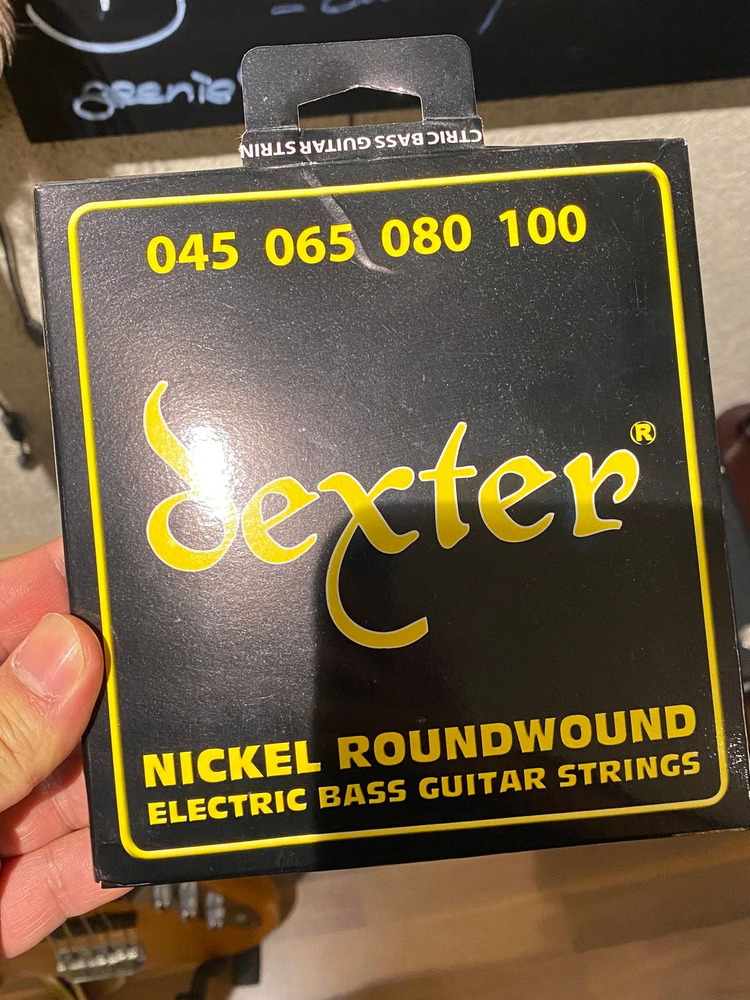 CTRIC BASS GUITAR STRIN
045 065 080 100
dexter®
NICKEL ROUNDWOUND
ELECTRIC BASS GUITAR STRINGS